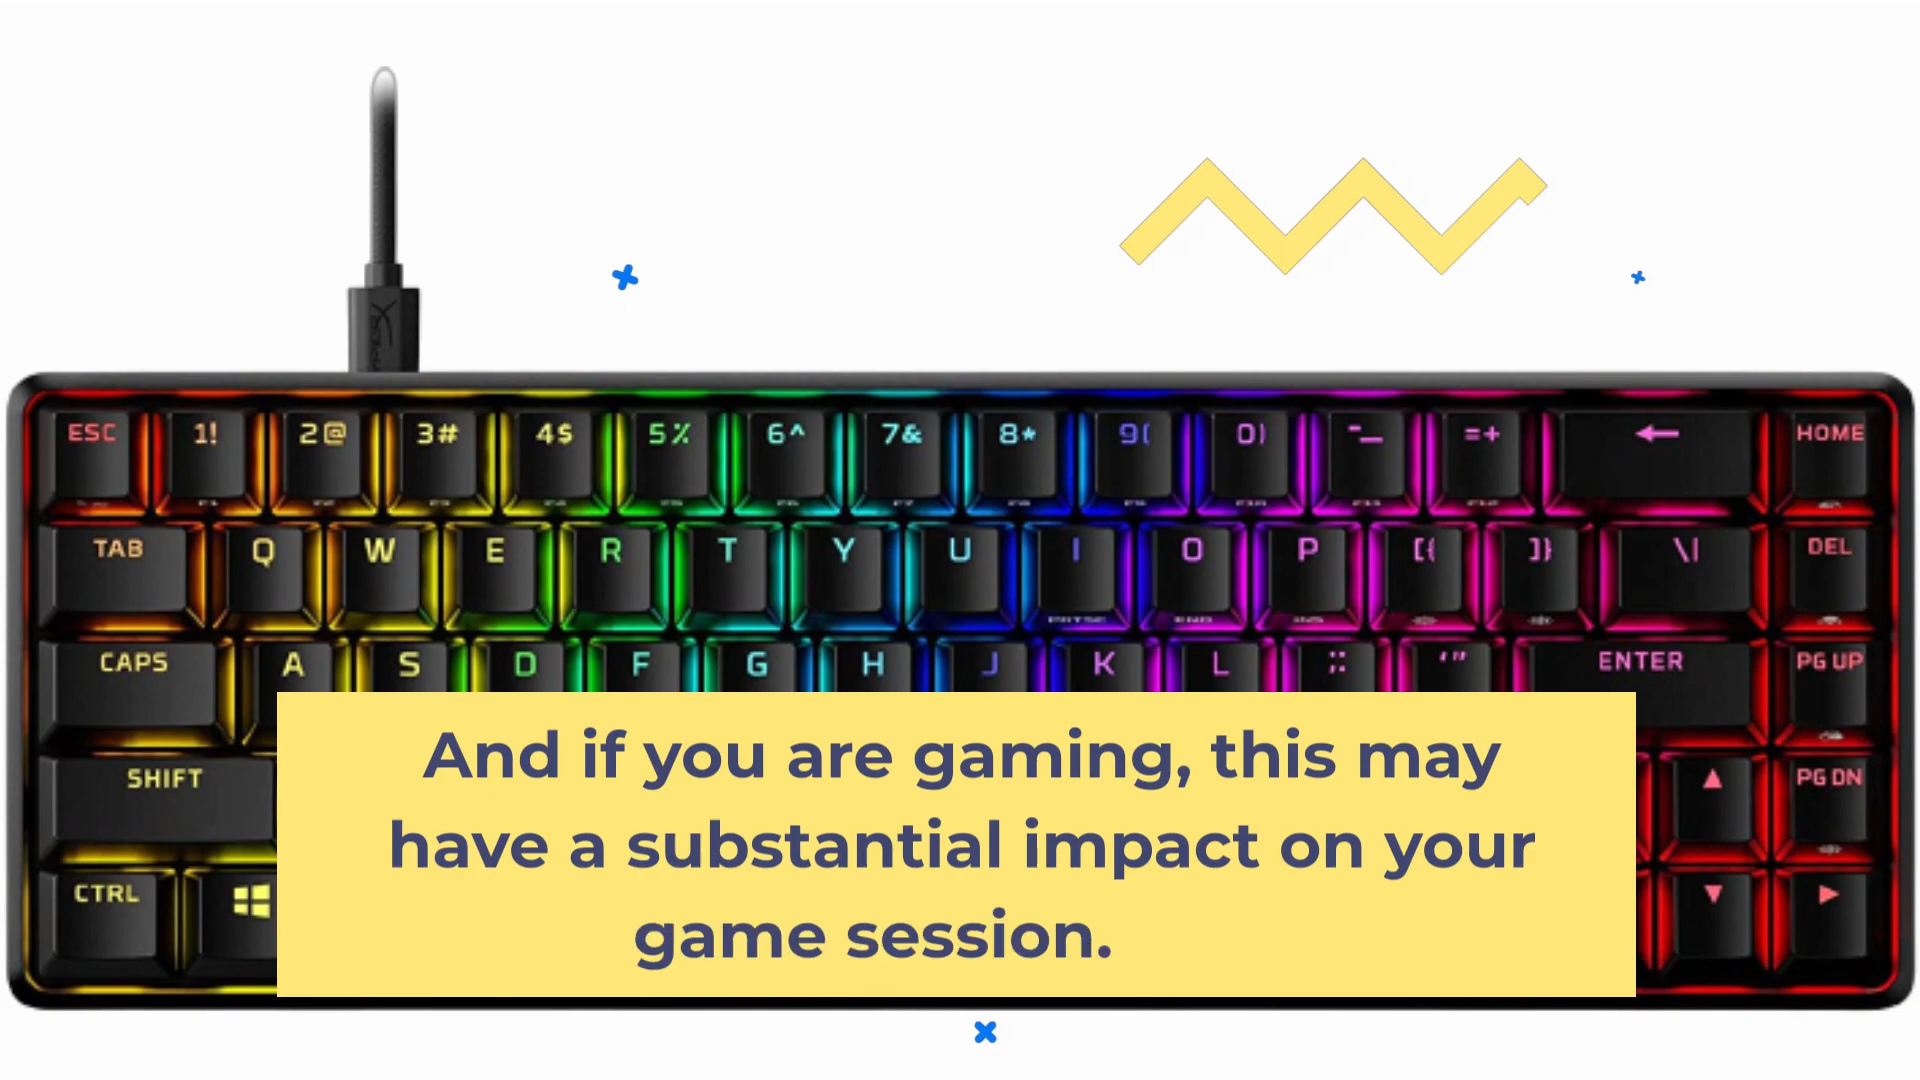 ESC 1! 2@ 3# 4$ 5% 6^ 7& 8* 9( 0) -_ =+ HOME
TAB Q W E R T Y U I O P [{ ]} \| DEL
CAPS A S D F G H J K L ;: '" ENTER PG UP
SHIFT PG DN
CTRL
And if you are gaming, this may
have a substantial impact on your
game session.